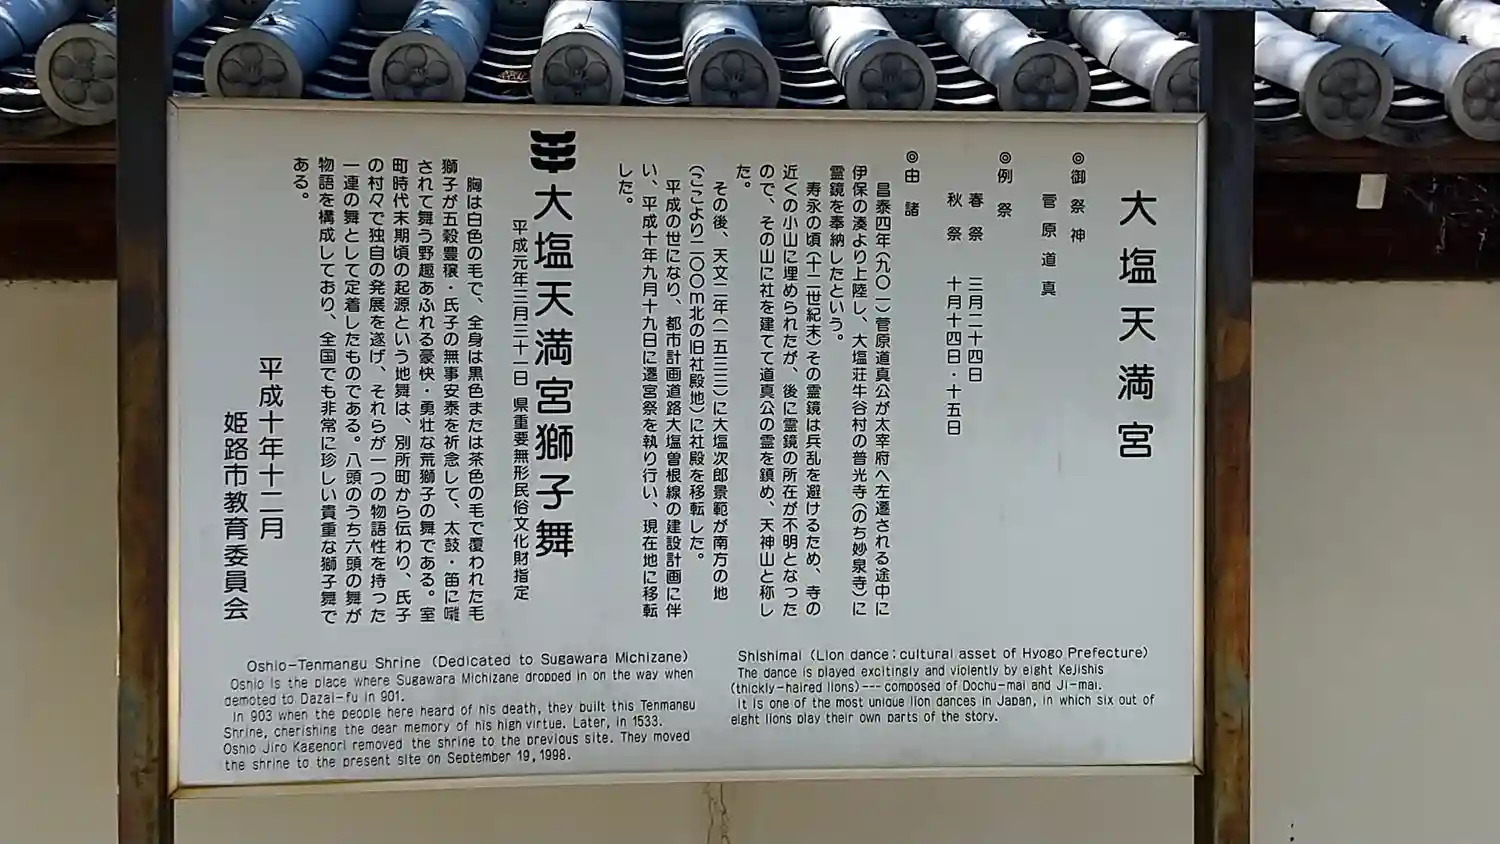 大塩天満宮
◎御祭神
菅原道真
◎例祭
春祭 三月二十四日
秋祭 十月十四日・十五日
◎由諸
昌泰四年(九〇一)菅原道真公が太宰府へ左遷される途中に
伊保の湊より上陸し、大塩荘牛谷村の普光寺(のち妙泉寺)に
霊鏡を奉納したという。
寿永の頃(十二世紀末)その霊鏡は兵乱を避けるため、寺の
近くの小山に埋められたが、後に霊鏡の所在が不明となった
ので、その山に社を建てて道真公の霊を鎮め、天神山と称し
た。
その後、天文二年(一五三三)に大塩次郎景範が南方の地
(ここより二〇〇m北の旧社殿地)に社殿を移転した。
平成の世になり、都市計画道路大塩曽根線の建設計画に伴
い、平成十年九月十九日に遷宮祭を執り行い、現在地に移転
した。
大塩天満宮獅子舞
平成元年三月三十一日 県重要無形民俗文化財指定
胸は白色の毛で、全身は黒色または茶色の毛で覆われた毛
獅子が五穀豊穣・氏子の無事安泰を祈念して、太鼓・笛に囃
されて舞う野趣あふれる豪快・勇壮な荒獅子の舞である。室
町時代末期頃の起源という地舞は、別所町から伝わり、氏子
の村々で独自の発展を遂げ、それらが一つの物語性を持った
一連の舞として定着したものである。八頭のうち六頭の舞が
物語を構成しており、全国でも非常に珍しい貴重な獅子舞で
ある。
平成十年十二月
姫路市教育委員会
Oshio-Tenmangu Shrine (Dedicated to Sugawara Michizane)
Oshio is the place where Sugawara Michizane dropped in on the way when
demoted to Dazai-fu in 901.
In 903 when the people here heard of his death, they built this Tenmangu
Shrine, cherishing the dear memory of his high virtue. Later, in 1533.
Oshio Jiro Kagenori removed the shrine to the previous site. They moved
the shrine to the present site on September 19, 1998.
Shishimai (Lion dance:cultural asset of Hyogo Prefecture)
The dance is played excitingly and violently by eight Kejishis
(thickly-haired lions)---composed of Dochu-mai and Ji-mai.
It is one of the most unique lion dances in Japan, in which six out of
eight lions play their own parts of the story.